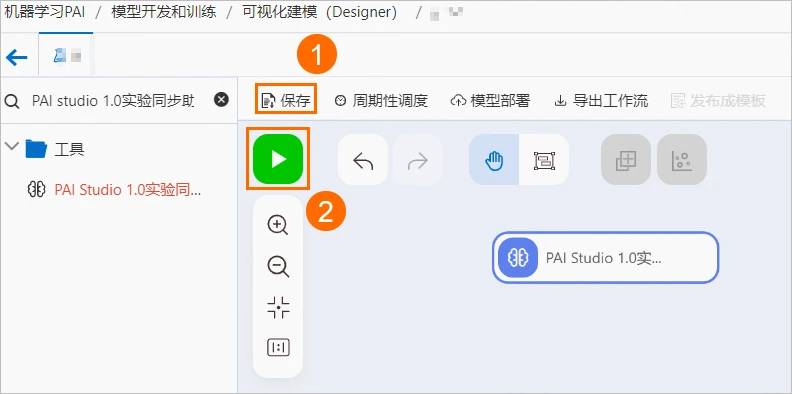 机器学习PAI / 模型开发和训练 / 可视化建模（Designer） /
1
PAI studio 1.0实验同步助
保存 周期性调度 模型部署 导出工作流 发布成模板
工具
PAI Studio 1.0实验同...
2
PAI Studio 1.0实...
1:1